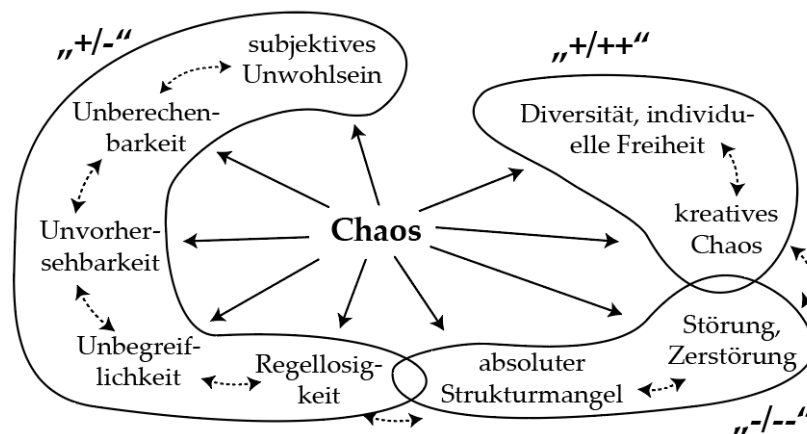 „+/-“
subjektives
Unwohlsein
„+/++“
Unberechen-
barkeit
Diversität, individu-
elle Freiheit
Unvorher-
sehbarkeit
Chaos
kreatives
Chaos
Unbegreif-
lichkeit
Regellosig-
keit
absoluter
Strukturmangel
Störung,
Zerstörung
„-/--“